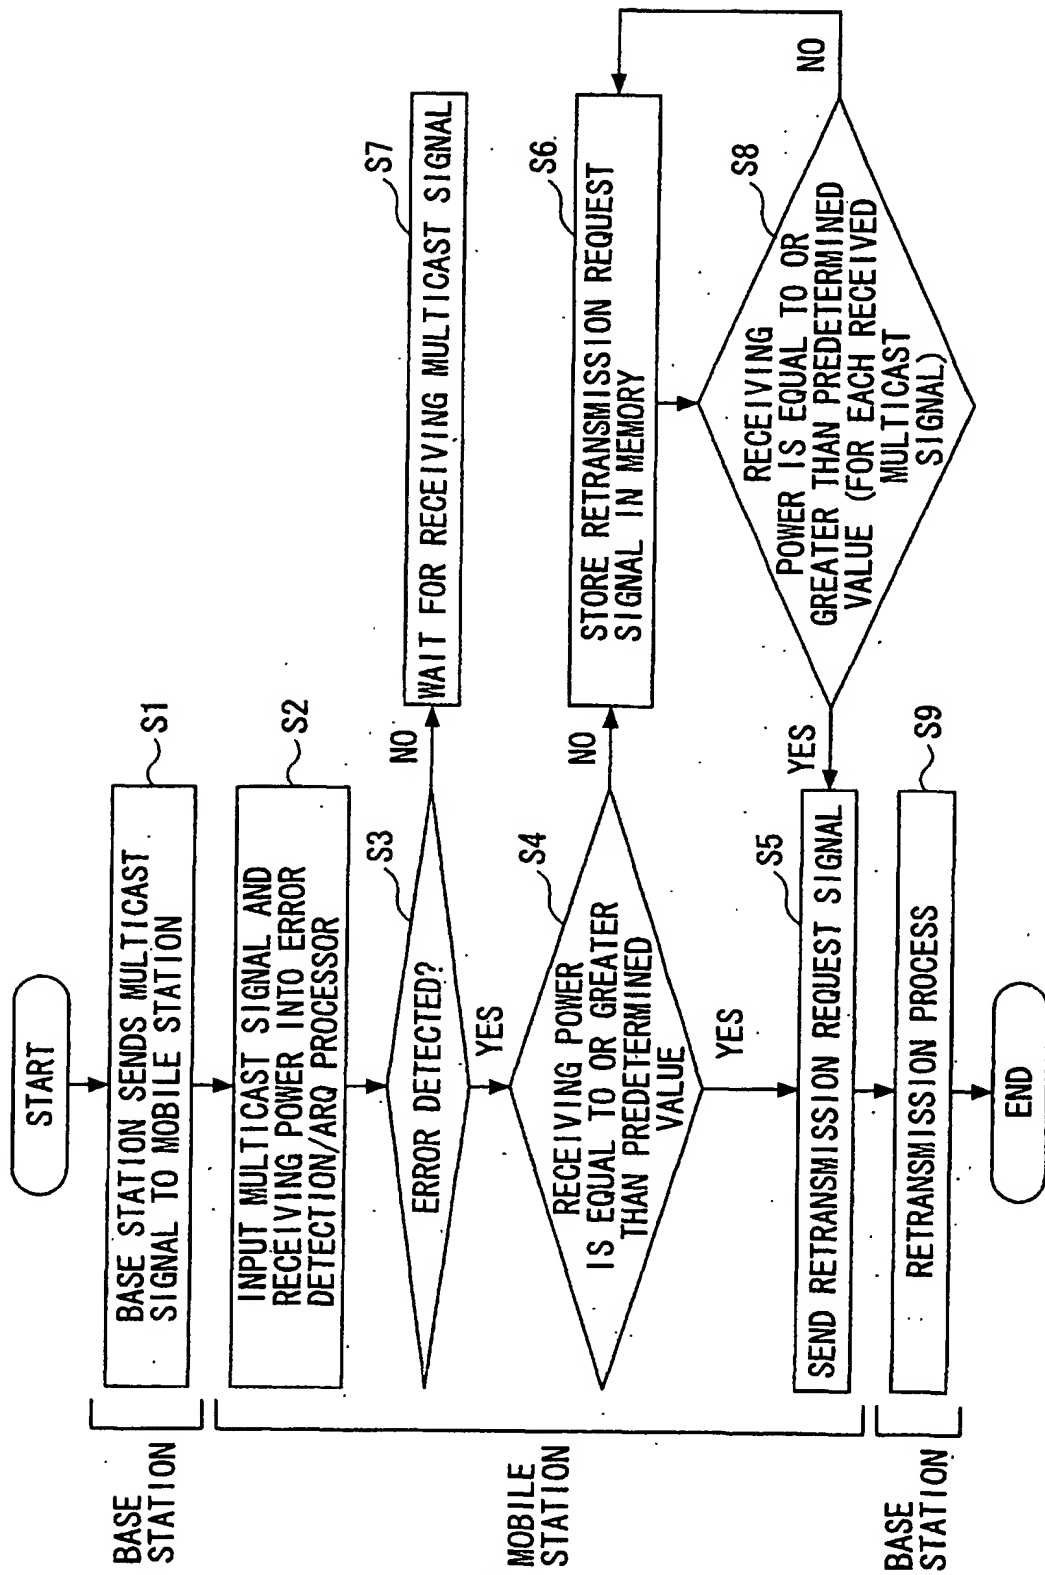 START
BASE STATION SENDS MULTICAST
SIGNAL TO MOBILE STATION
S1
INPUT MULTICAST SIGNAL AND
RECEIVING POWER INTO ERROR
DETECTION/ARQ PROCESSOR
S2
ERROR DETECTED?
S3
NO
YES
WAIT FOR RECEIVING MULTICAST SIGNAL
S7
RECEIVING POWER
IS EQUAL TO OR GREATER
THAN PREDETERMINED
VALUE
S4
NO
YES
STORE RETRANSMISSION REQUEST
SIGNAL IN MEMORY
S6
RECEIVING
POWER IS EQUAL TO OR
GREATER THAN PREDETERMINED
VALUE (FOR EACH RECEIVED
MULTICAST
SIGNAL)
S8
NO
YES
SEND RETRANSMISSION REQUEST SIGNAL
S5
RETRANSMISSION PROCESS
S9
END
BASE
STATION
MOBILE
STATION
BASE
STATION